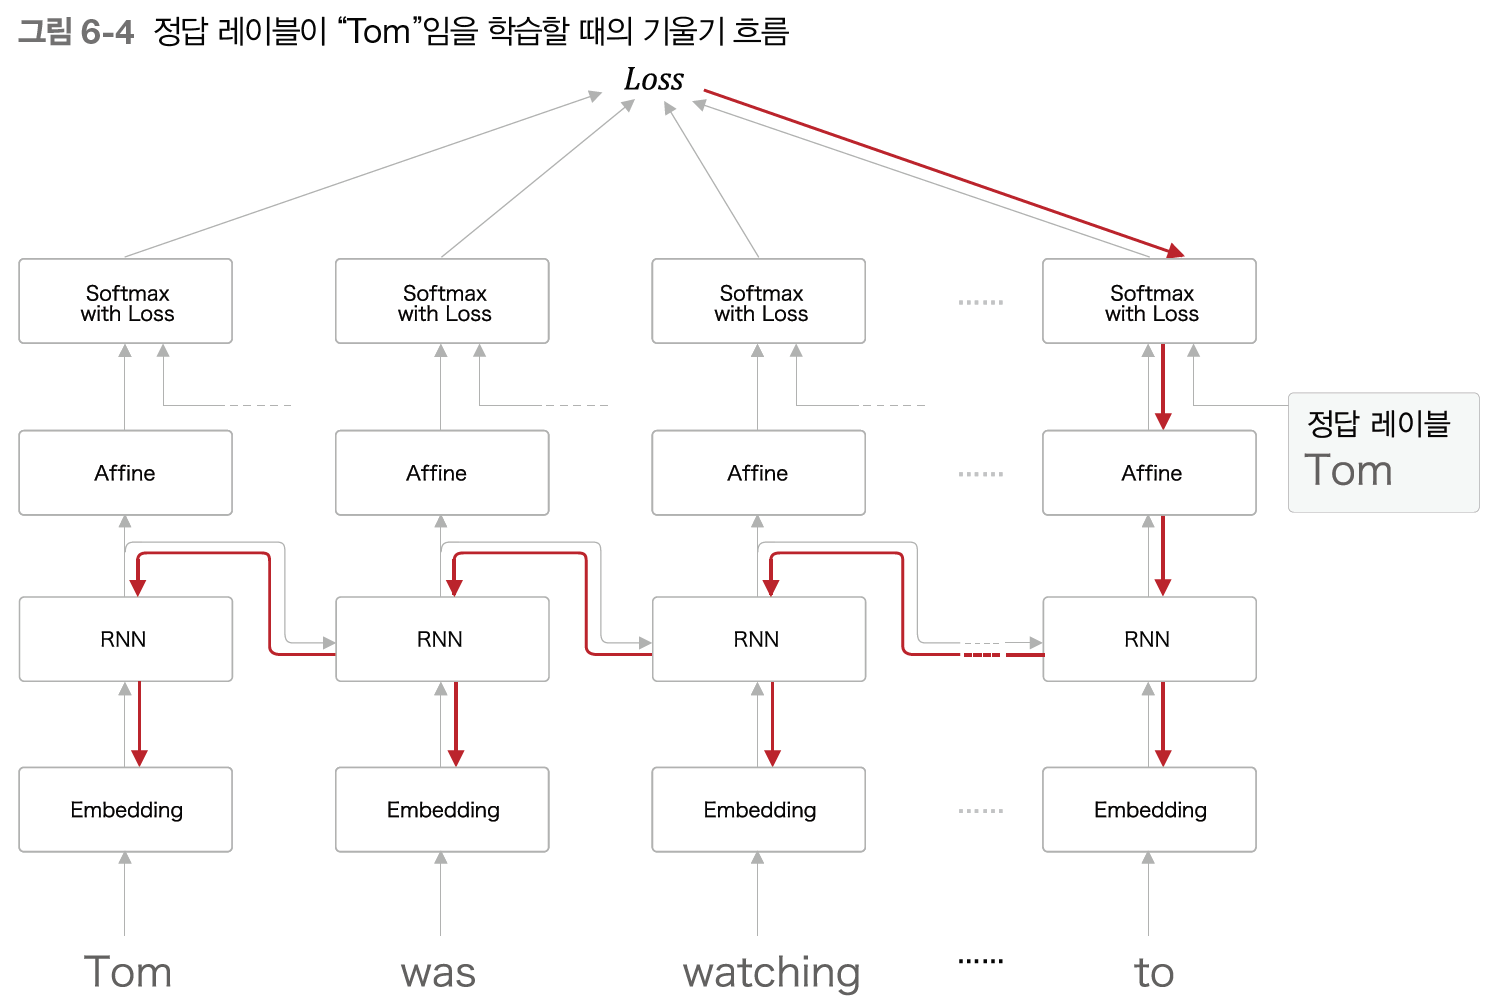 그림 6-4 정답 레이블이 “Tom”임을 학습할 때의 기울기 흐름
Loss
Softmax
with Loss
Softmax
with Loss
Softmax
with Loss
......
Softmax
with Loss
정답 레이블
Tom
Affine
Affine
Affine
......
Affine
RNN
RNN
RNN
RNN
Embedding
Embedding
Embedding
......
Embedding
Tom
was
watching
......
to